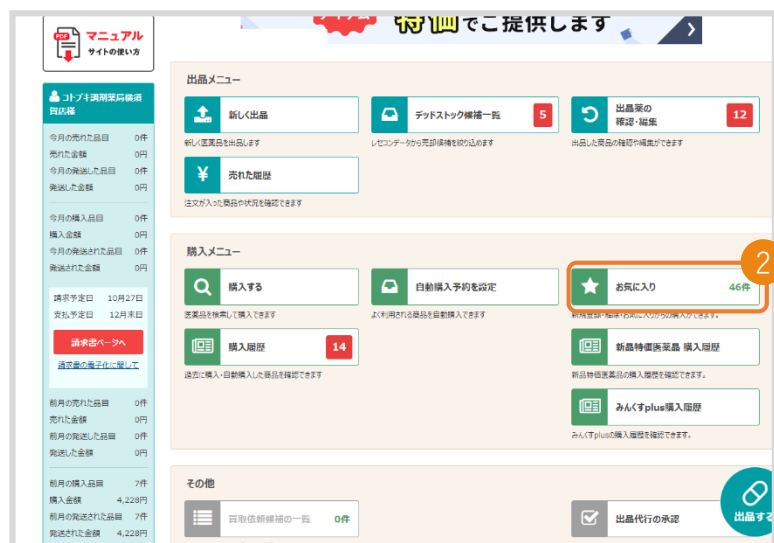 特価でご提供します
PDF マニュアル
サイトの使い方
コトブキ調剤薬局横須賀店様
今月の売れた品目 0件
売れた金額 0円
今月の発送した品目 0件
発送した金額 0円
今月の購入品目 0件
購入金額 0円
今月の発送された品目 0件
発送された金額 0円
請求予定日 10月27日
支払予定日 12月末日
請求書ページへ
請求書の電子化に関して
前月の売れた品目 0件
売れた金額 0円
前月の発送した品目 0件
発送した金額 0円
前月の購入品目 7件
購入金額 4,228円
前月の発送された品目 7件
発送された金額 4,228円
出品メニュー
新しく出品
新しく医薬品を出品します
デッドストック候補一覧 5
レセコンデータから売却候補を絞り込めます
出品薬の
確認・編集 12
出品した商品の確認や編集ができます
売れた履歴
注文が入った商品や状況を確認できます
購入メニュー
2
購入する
医薬品を検索して購入できます
自動購入予約を設定
よく利用される商品を自動購入できます
お気に入り 46件
新規登録・解除・お気に入りからの購入ができます。
購入履歴 14
過去に購入・自動購入した商品を確認できます
新品特価医薬品 購入履歴
新品特価医薬品の購入履歴を確認できます。
みんくすplus購入履歴
みんくすplusの購入履歴を確認できます。
その他
買取依頼候補の一覧 0件
出品代行の承認
出品する